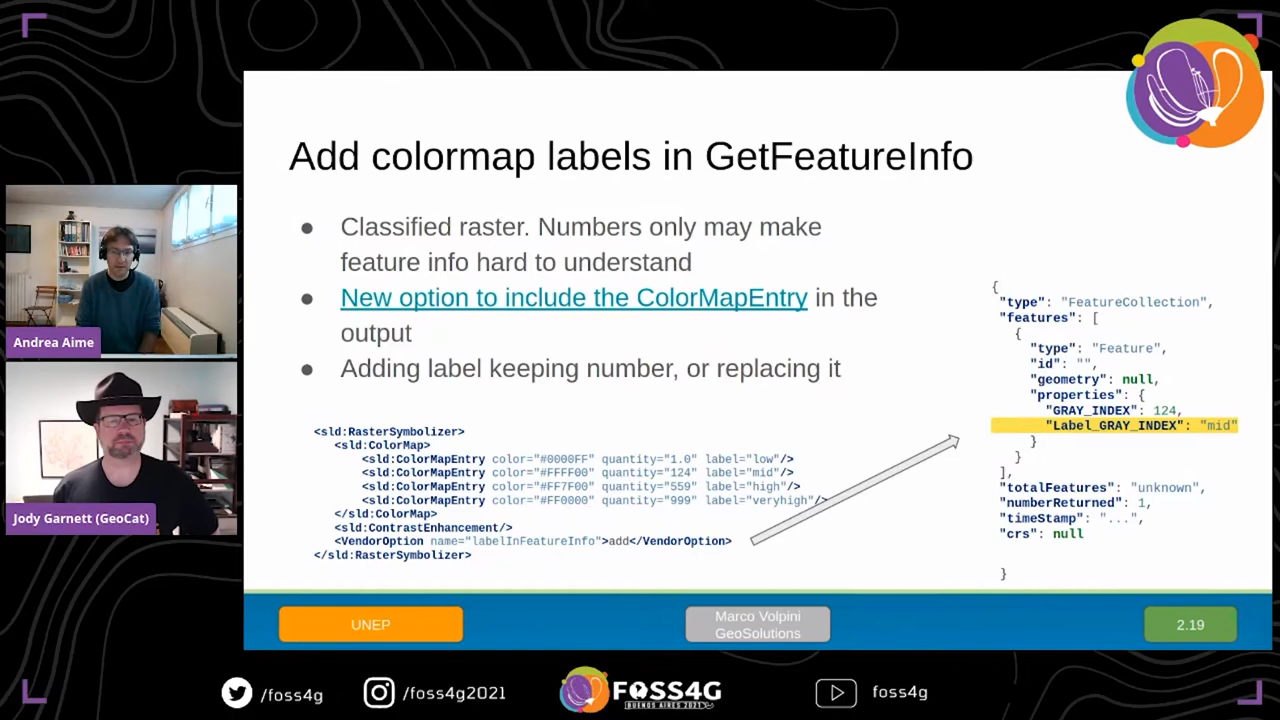 Add colormap labels in GetFeatureInfo
● Classified raster. Numbers only may make
feature info hard to understand
● New option to include the ColorMapEntry in the
output
● Adding label keeping number, or replacing it
<sld:RasterSymbolizer>
<sld:ColorMap>
<sld:ColorMapEntry color="#0000FF" quantity="1.0" label="low"/>
<sld:ColorMapEntry color="#FFFF00" quantity="124" label="mid"/>
<sld:ColorMapEntry color="#FF7F00" quantity="559" label="high"/>
<sld:ColorMapEntry color="#FF0000" quantity="999" label="veryhigh"/>
</sld:ColorMap>
<sld:ContrastEnhancement/>
<VendorOption name="labelInFeatureInfo">add</VendorOption>
</sld:RasterSymbolizer>
{
"type": "FeatureCollection",
"features": [
{
"type": "Feature",
"id": "",
"geometry": null,
"properties": {
"GRAY_INDEX": 124,
"Label_GRAY_INDEX": "mid"
}
}
],
"totalFeatures": "unknown",
"numberReturned": 1,
"timeStamp": "...",
"crs": null
}
Andrea Aime
Jody Garnett (GeoCat)
UNEP
Marco Volpini
GeoSolutions
2.19
/foss4g
/foss4g2021
FOSS4G
BUENOS AIRES 2021
foss4g